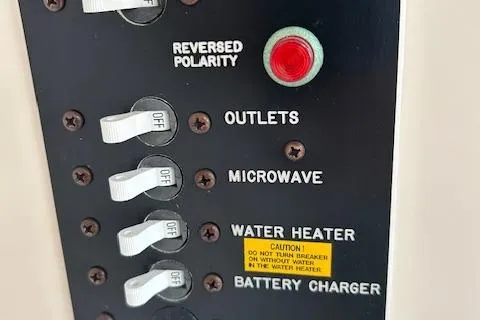 REVERSED
POLARITY
OFF
OUTLETS
OFF
MICROWAVE
OFF
WATER HEATER
CAUTION!
DO NOT TURN BREAKER
ON WITHOUT WATER
IN THE WATER HEATER
OFF
BATTERY CHARGER